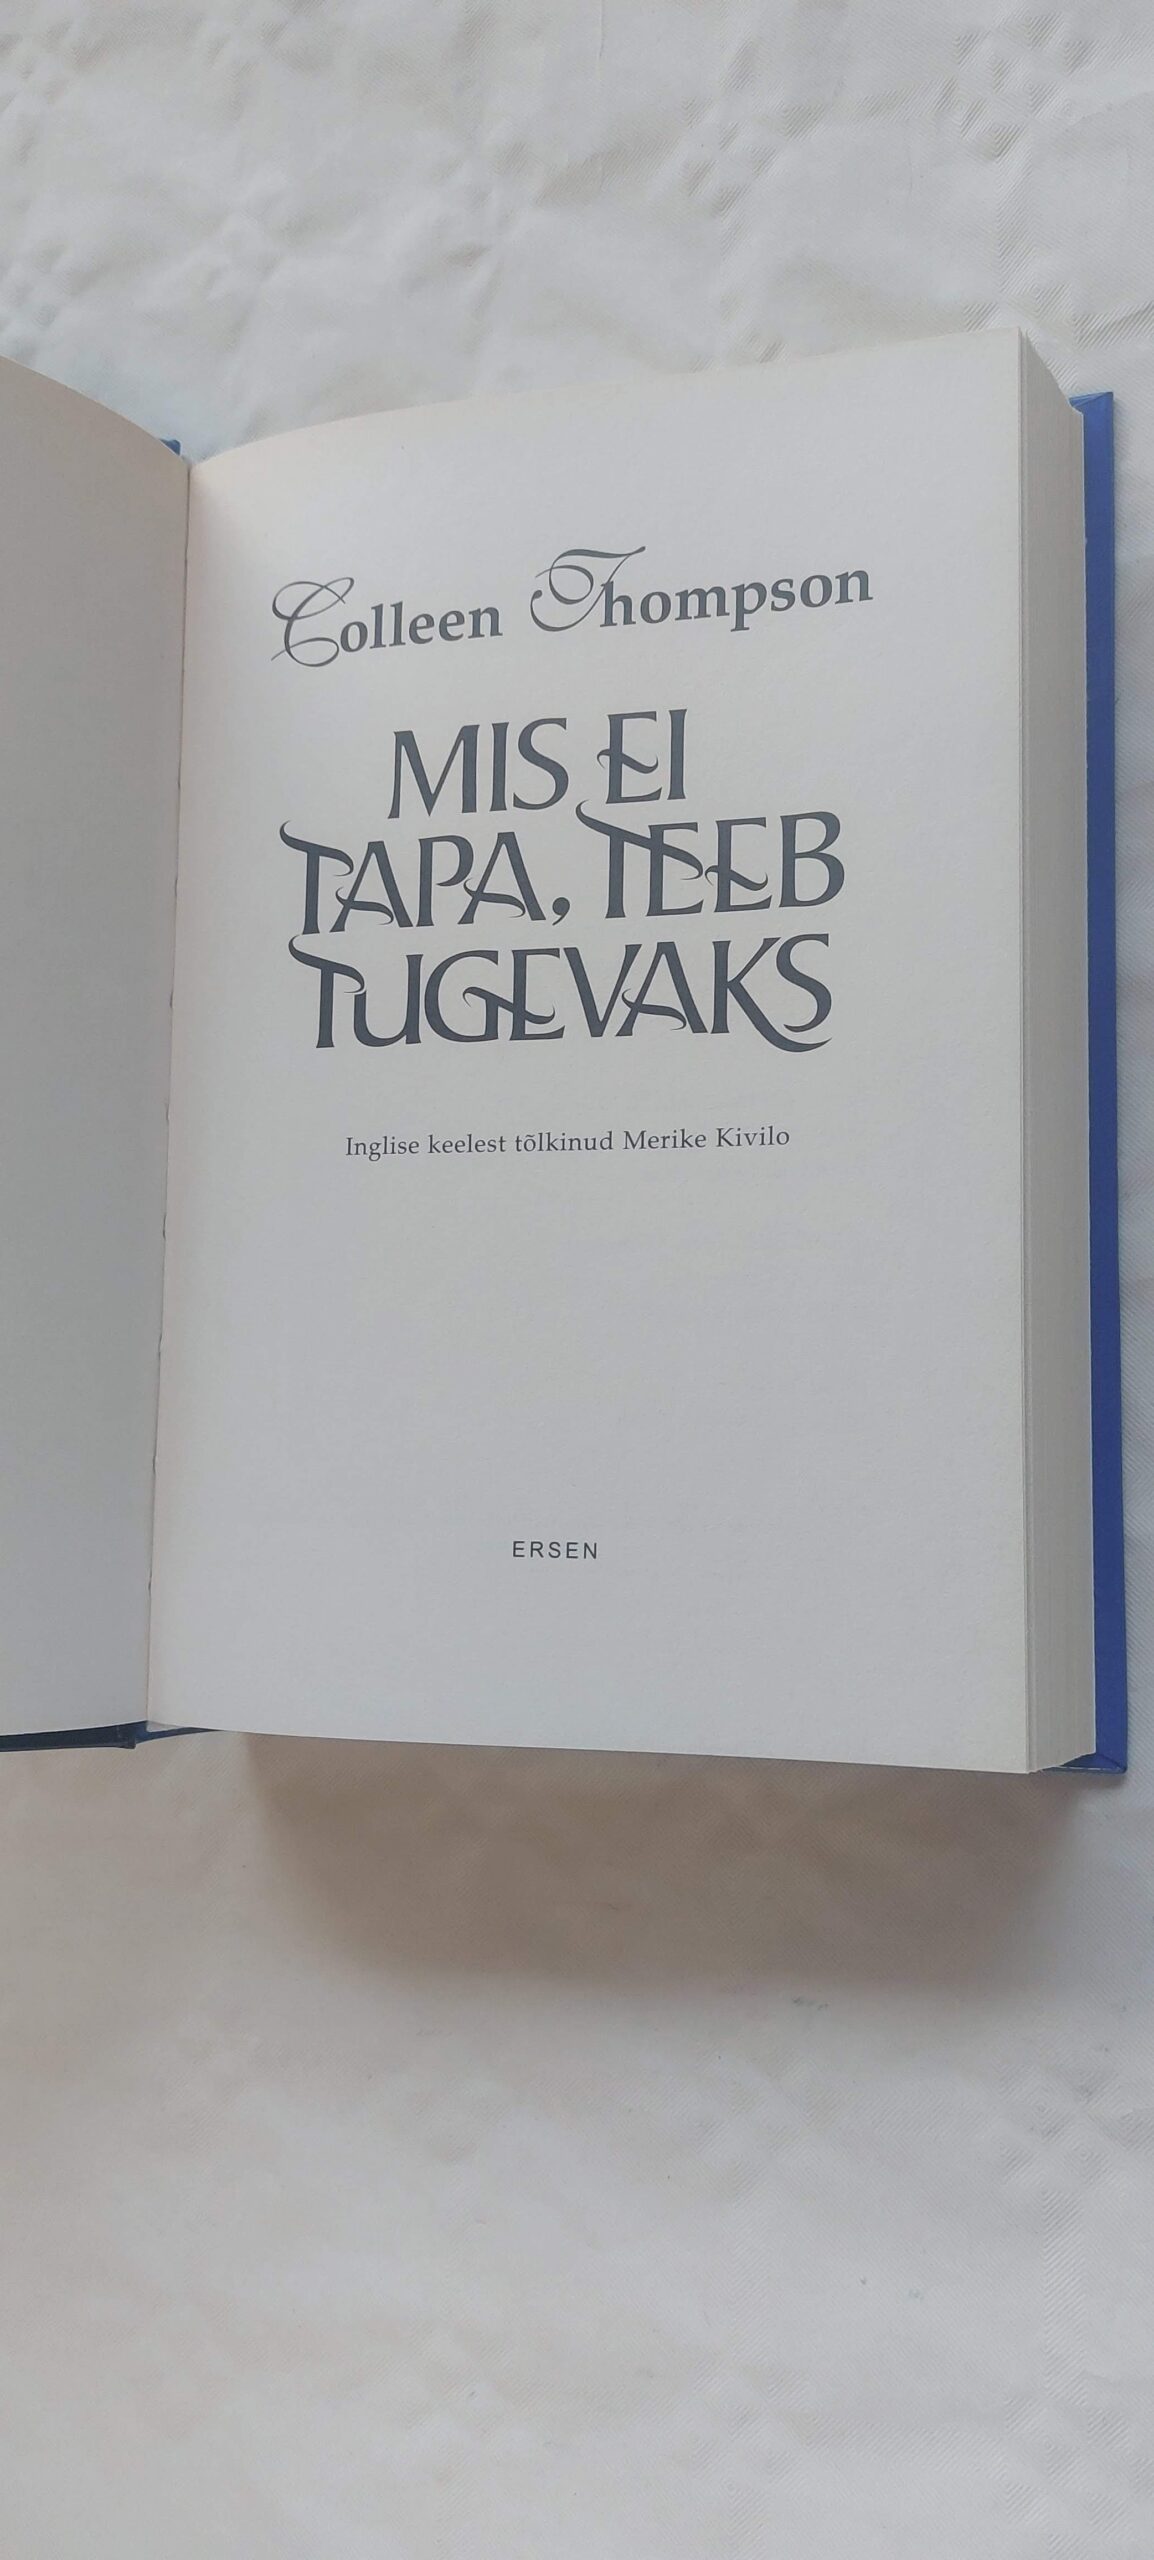 Colleen Thompson
MIS EI
TAPA, TEEB
TUGEVAKS
Inglise keelest tõlkinud Merike Kivilo
ERSEN